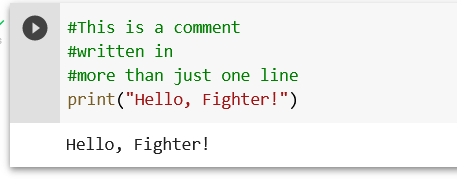 #This is a comment
#written in
#more than just one line
print("Hello, Fighter!")
Hello, Fighter!